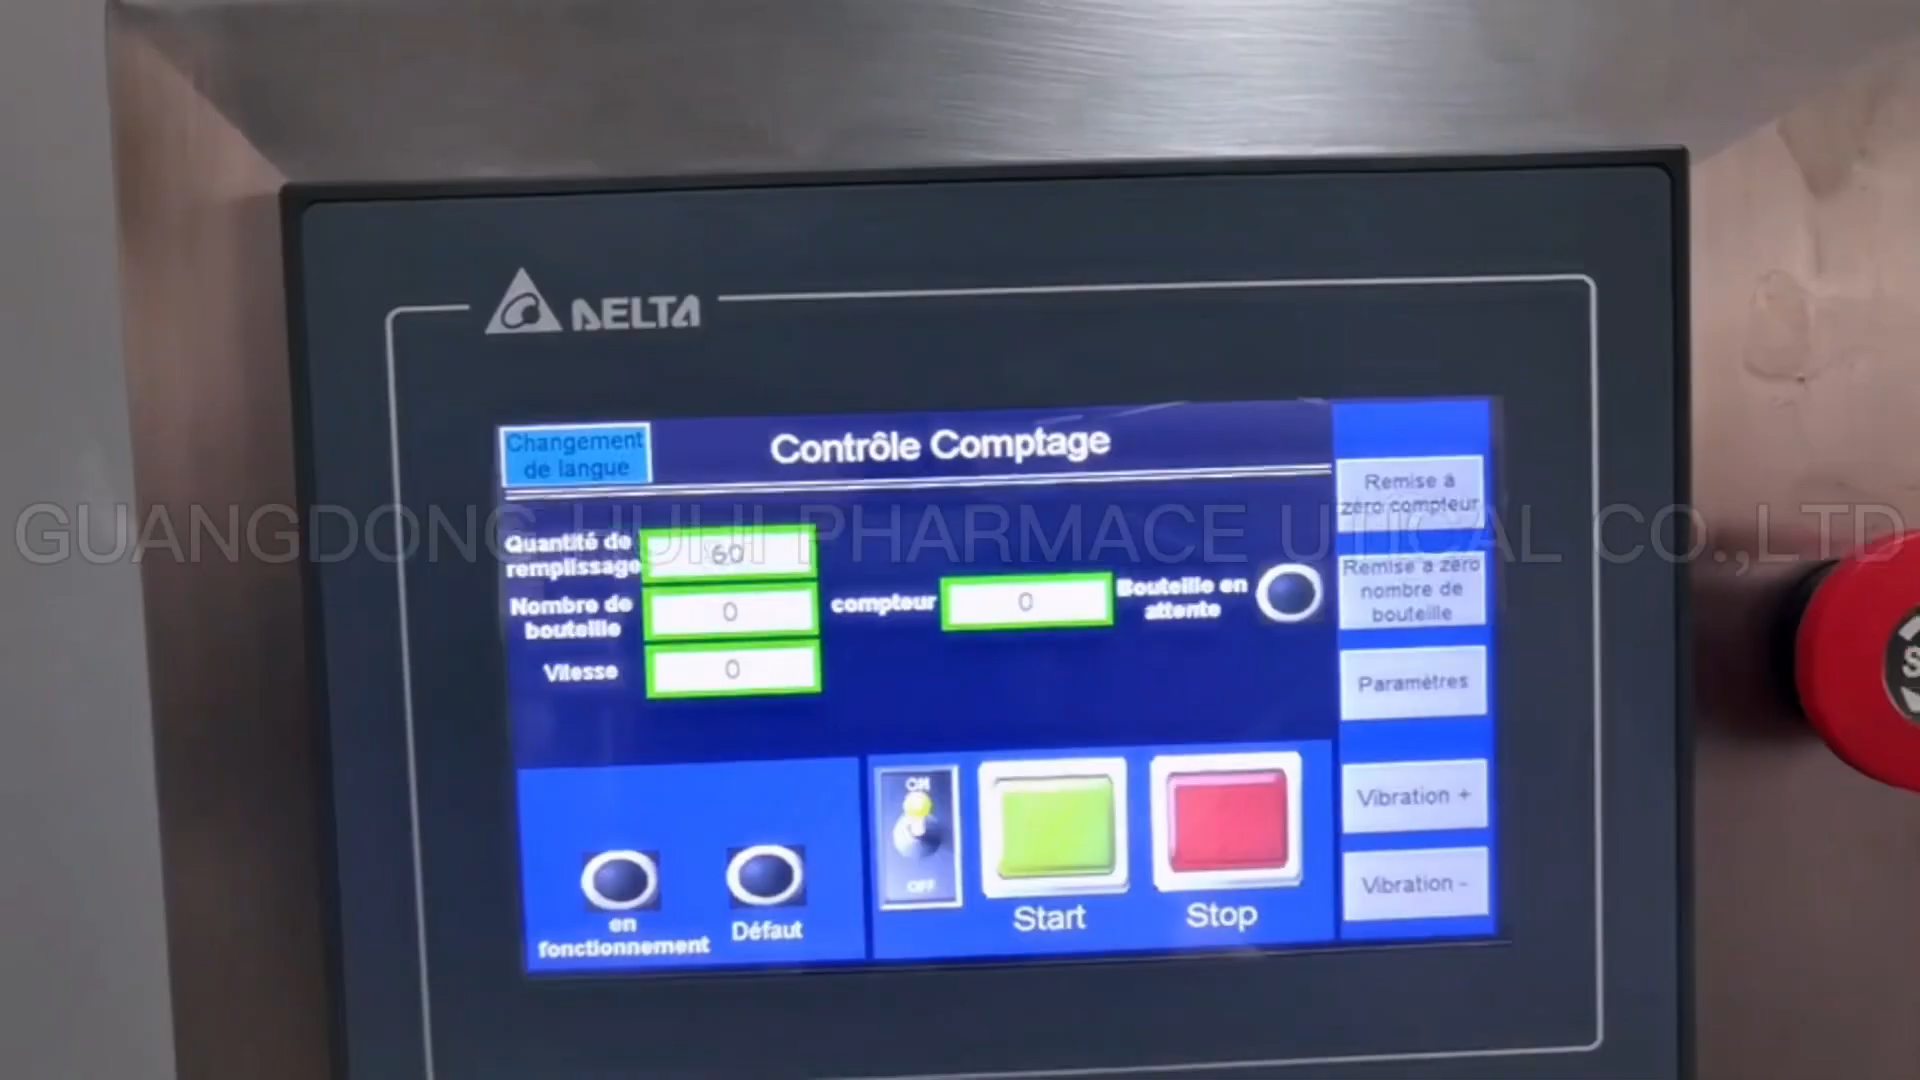 DELTA
Changement
de langue
Contrôle Comptage
Remise à
zéro compteur
GUANGDONG HUIHI PHARMACE UTICAL CO.,LTD
Quantité de
remplissage
60
Nombre de
bouteille
0
compteur
0
Bouteille en
attente
Remise a zéro
nombre de
bouteille
Vitesse
0
Paramètres
ON
OFF
Start
Stop
Vibration +
Vibration -
en
fonctionnement
Défaut